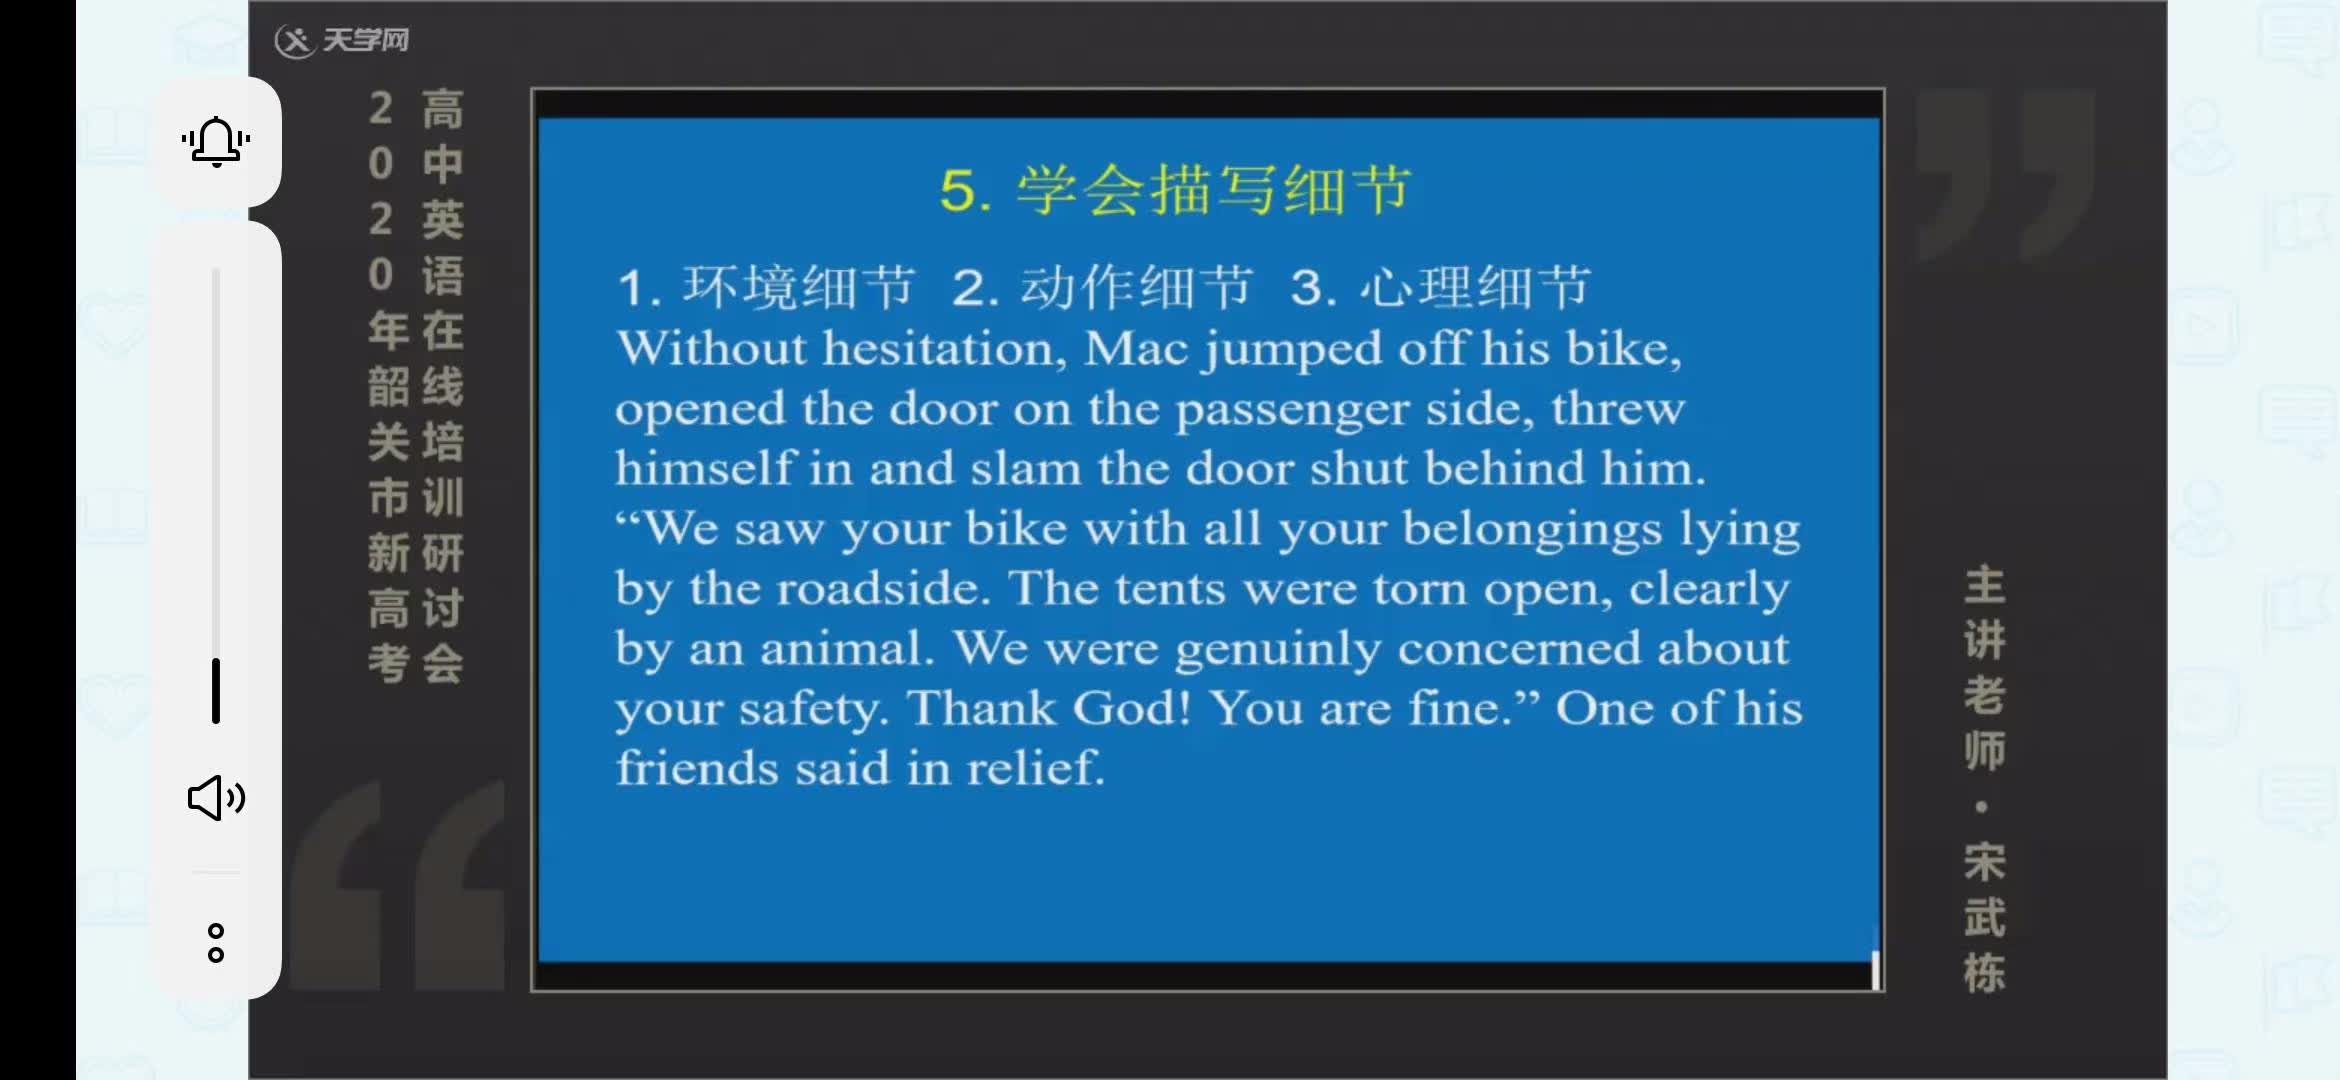 天学网
高中英语在线培训研讨会
2020年韶关市新高考
5. 学会描写细节
1. 环境细节 2. 动作细节 3. 心理细节
Without hesitation, Mac jumped off his bike,
opened the door on the passenger side, threw
himself in and slam the door shut behind him.
“We saw your bike with all your belongings lying
by the roadside. The tents were torn open, clearly
by an animal. We were genuinly concerned about
your safety. Thank God! You are fine.” One of his
friends said in relief.
主讲老师·宋武栋